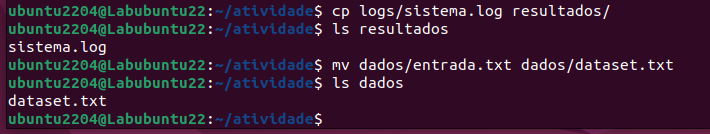 ubuntu2204@Labubuntu22:~/atividade$ cp logs/sistema.log resultados/
ubuntu2204@Labubuntu22:~/atividade$ ls resultados
sistema.log
ubuntu2204@Labubuntu22:~/atividade$ mv dados/entrada.txt dados/dataset.txt
ubuntu2204@Labubuntu22:~/atividade$ ls dados
dataset.txt
ubuntu2204@Labubuntu22:~/atividade$